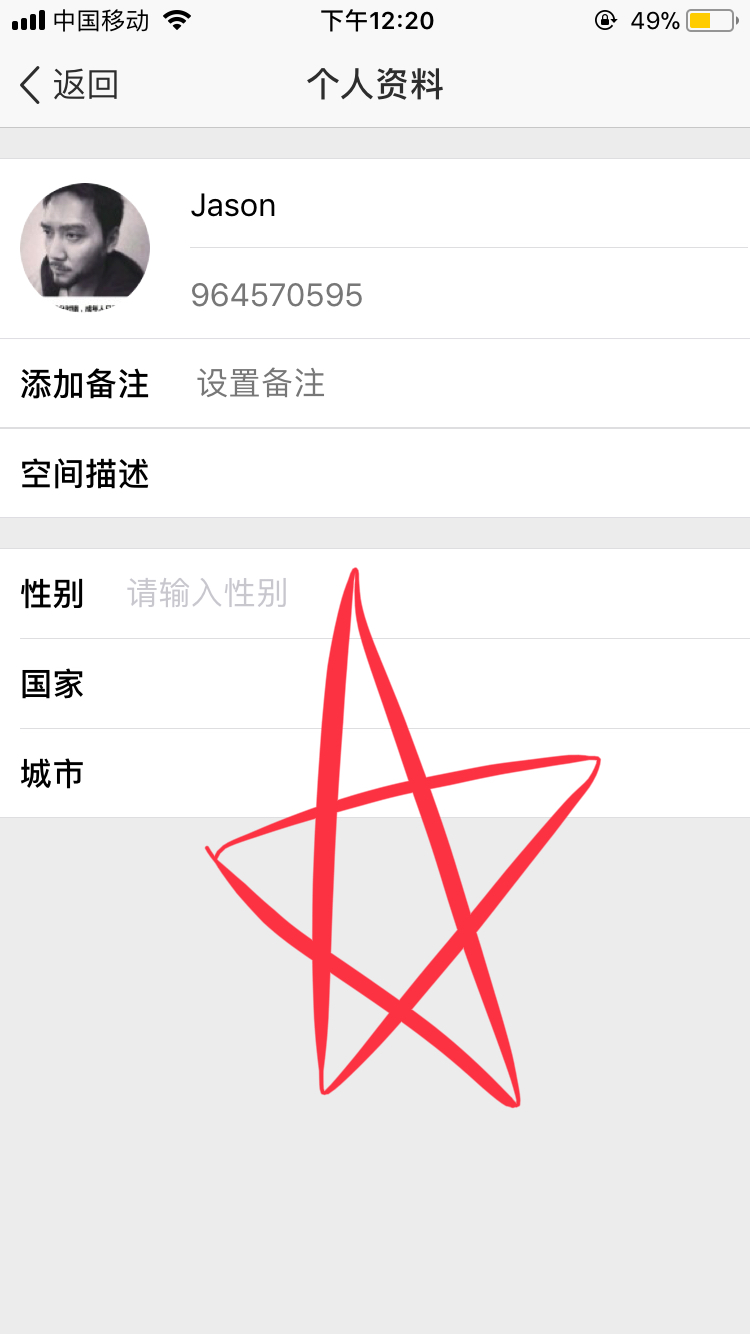 中国移动 下午12:20 49%
返回 个人资料
Jason
964570595
添加备注 设置备注
空间描述
性别 请输入性别
国家
城市